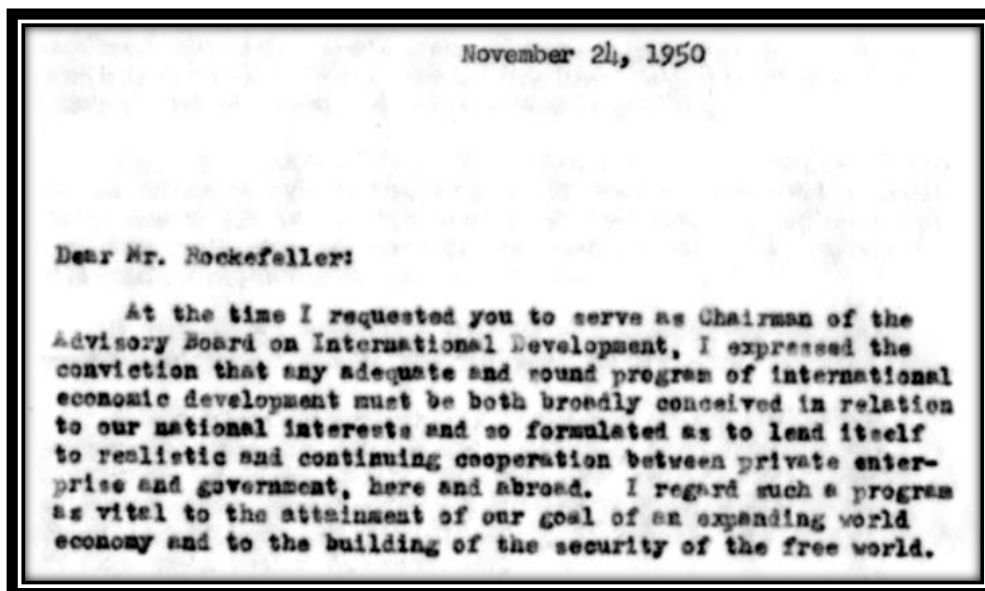 November 24, 1950
Dear Mr. Rockefeller:
At the time I requested you to serve as Chairman of the
Advisory Board on International Development, I expressed the
conviction that any adequate and sound program of international
economic development must be both broadly conceived in relation
to our national interests and so formulated as to lend itself
to realistic and continuing cooperation between private enter-
prise and government, here and abroad. I regard such a program
as vital to the attainment of our goal of an expanding world
economy and to the building of the security of the free world.